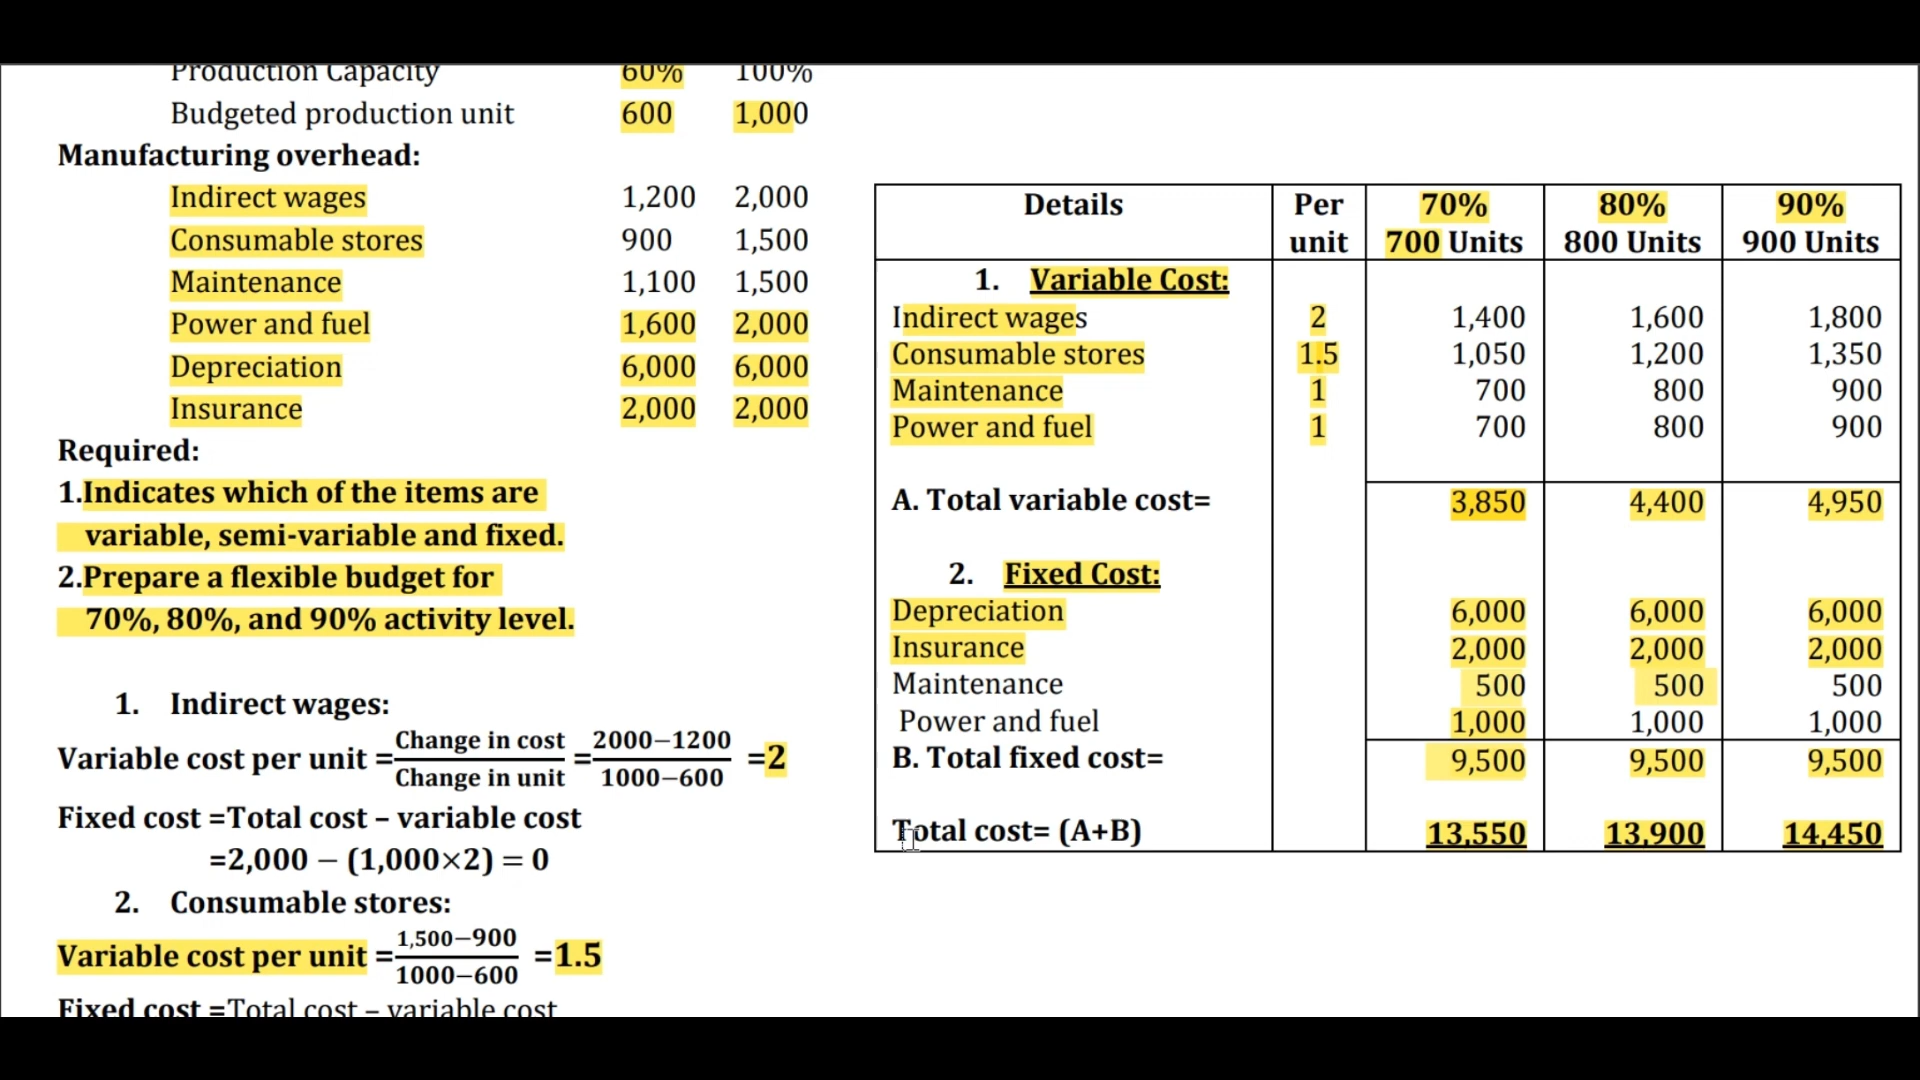 Production Capacity 60% 100%
Budgeted production unit 600 1,000
Manufacturing overhead:
Indirect wages 1,200 2,000
Consumable stores 900 1,500
Maintenance 1,100 1,500
Power and fuel 1,600 2,000
Depreciation 6,000 6,000
Insurance 2,000 2,000
Required:
1.Indicates which of the items are
variable, semi-variable and fixed.
2.Prepare a flexible budget for
70%, 80%, and 90% activity level.
1. Indirect wages:
Variable cost per unit = Change in cost / Change in unit = 2000−1200 / 1000−600 =2
Fixed cost =Total cost – variable cost
=2,000 − (1,000×2) = 0
2. Consumable stores:
Variable cost per unit = 1,500−900 / 1000−600 =1.5
Fixed cost =Total cost – variable cost
Details Per 70% 80% 90%
unit 700 Units 800 Units 900 Units
1. Variable Cost:
Indirect wages 2 1,400 1,600 1,800
Consumable stores 1.5 1,050 1,200 1,350
Maintenance 1 700 800 900
Power and fuel 1 700 800 900
A. Total variable cost= 3,850 4,400 4,950
2. Fixed Cost:
Depreciation 6,000 6,000 6,000
Insurance 2,000 2,000 2,000
Maintenance 500 500 500
Power and fuel 1,000 1,000 1,000
B. Total fixed cost= 9,500 9,500 9,500
Total cost= (A+B) 13,550 13,900 14,450